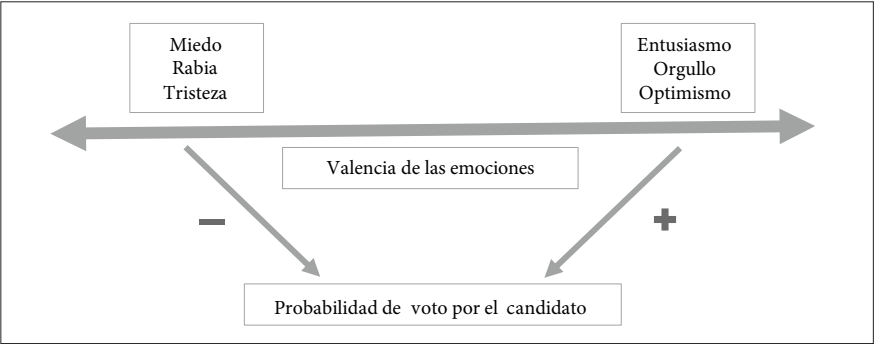 Miedo
Rabia
Tristeza
Entusiasmo
Orgullo
Optimismo
Valencia de las emociones
–
+
Probabilidad de voto por el candidato